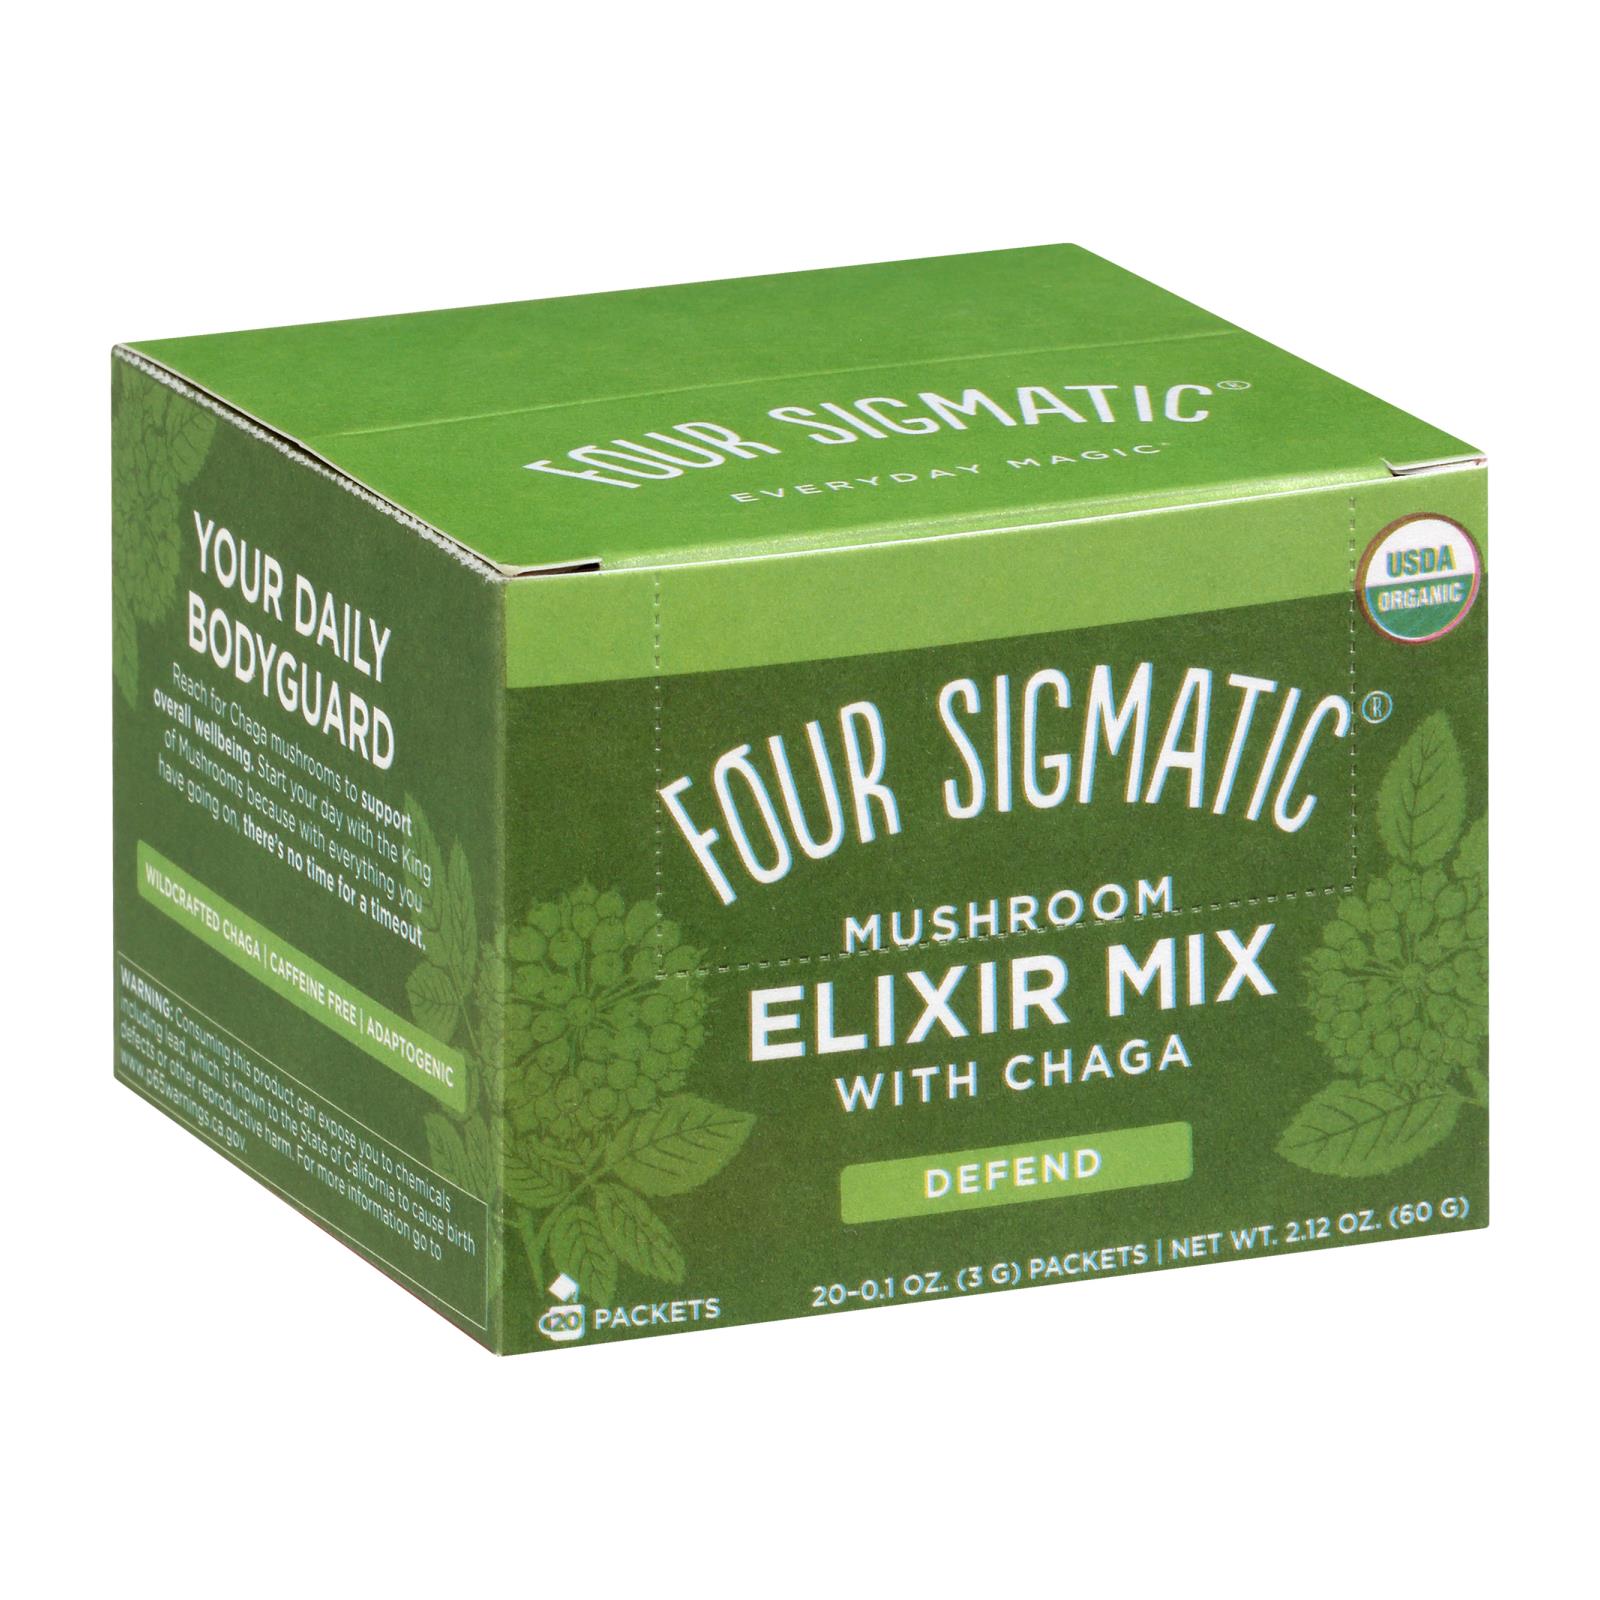 FOUR SIGMATIC®
EVERYDAY MAGIC
USDA
ORGANIC
FOUR SIGMATIC®
MUSHROOM
ELIXIR MIX
WITH CHAGA
DEFEND
20-0.1 OZ. (3 G) PACKETS | NET WT. 2.12 OZ. (60 G)
20 PACKETS
YOUR DAILY
BODYGUARD
Reach for Chaga mushrooms to support
overall wellbeing. Start your day with the King
of Mushrooms because with everything you
have going on, there's no time for a timeout.
WILDCRAFTED CHAGA | CAFFEINE FREE | ADAPTOGENIC
WARNING: Consuming this product can expose you to chemicals
including lead, which is known to the State of California to cause birth
defects or other reproductive harm. For more information go to
www.p65warnings.ca.gov.